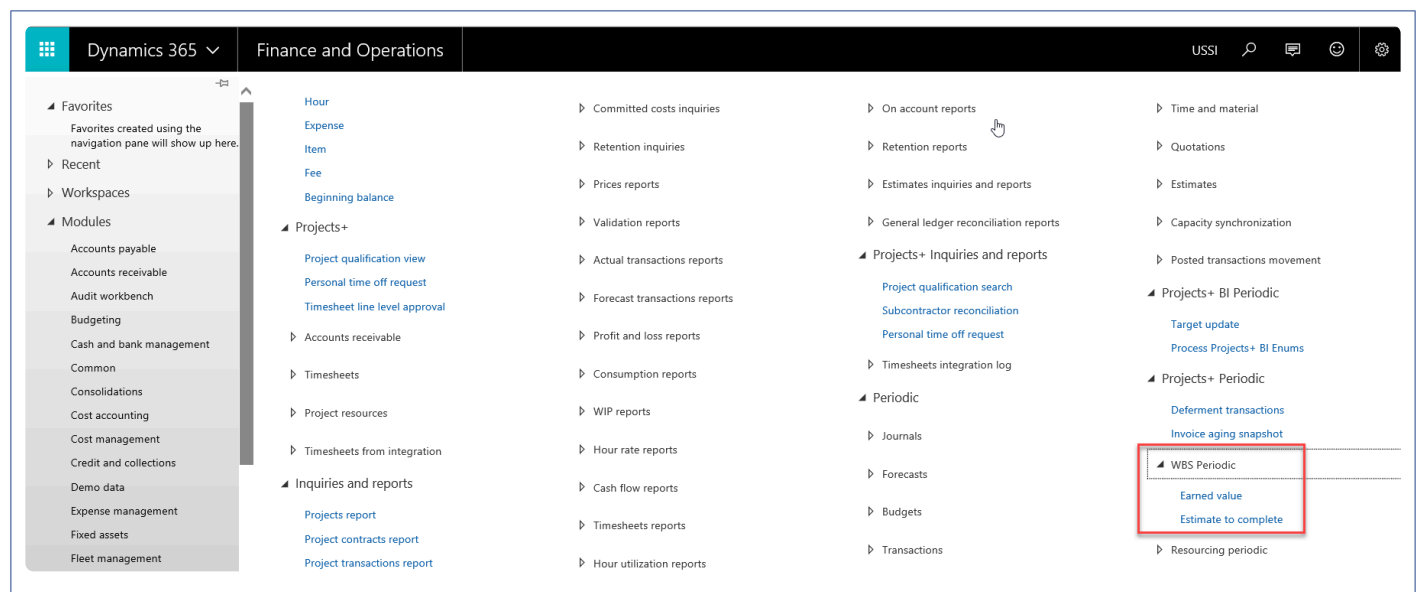 Dynamics 365
Finance and Operations
USSI
Favorites
Favorites created using the
navigation pane will show up here.
Recent
Workspaces
Modules
Accounts payable
Accounts receivable
Audit workbench
Budgeting
Cash and bank management
Common
Consolidations
Cost accounting
Cost management
Credit and collections
Demo data
Expense management
Fixed assets
Fleet management
Hour
Expense
Item
Fee
Beginning balance
Projects+
Project qualification view
Personal time off request
Timesheet line level approval
Accounts receivable
Timesheets
Project resources
Timesheets from integration
Inquiries and reports
Projects report
Project contracts report
Project transactions report
Committed costs inquiries
Retention inquiries
Prices reports
Validation reports
Actual transactions reports
Forecast transactions reports
Profit and loss reports
Consumption reports
WIP reports
Hour rate reports
Cash flow reports
Timesheets reports
Hour utilization reports
On account reports
Retention reports
Estimates inquiries and reports
General ledger reconciliation reports
Projects+ Inquiries and reports
Project qualification search
Subcontractor reconciliation
Personal time off request
Timesheets integration log
Periodic
Journals
Forecasts
Budgets
Transactions
Time and material
Quotations
Estimates
Capacity synchronization
Posted transactions movement
Projects+ BI Periodic
Target update
Process Projects+ BI Enums
Projects+ Periodic
Deferment transactions
Invoice aging snapshot
WBS Periodic
Earned value
Estimate to complete
Resourcing periodic